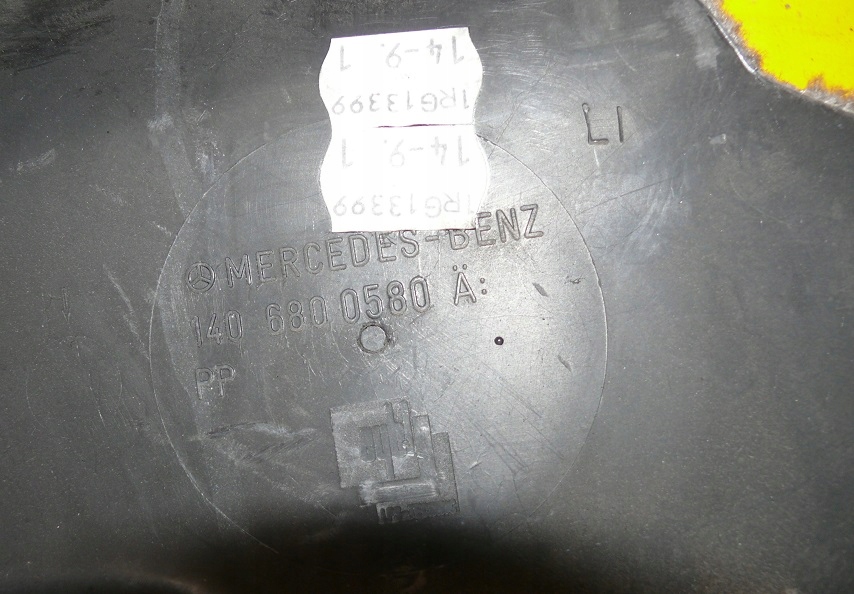 14-9. 1
1RG13399
14-9. 1
1RG13399
LI
MERCEDES-BENZ
140 680 0580 Ä:
PP